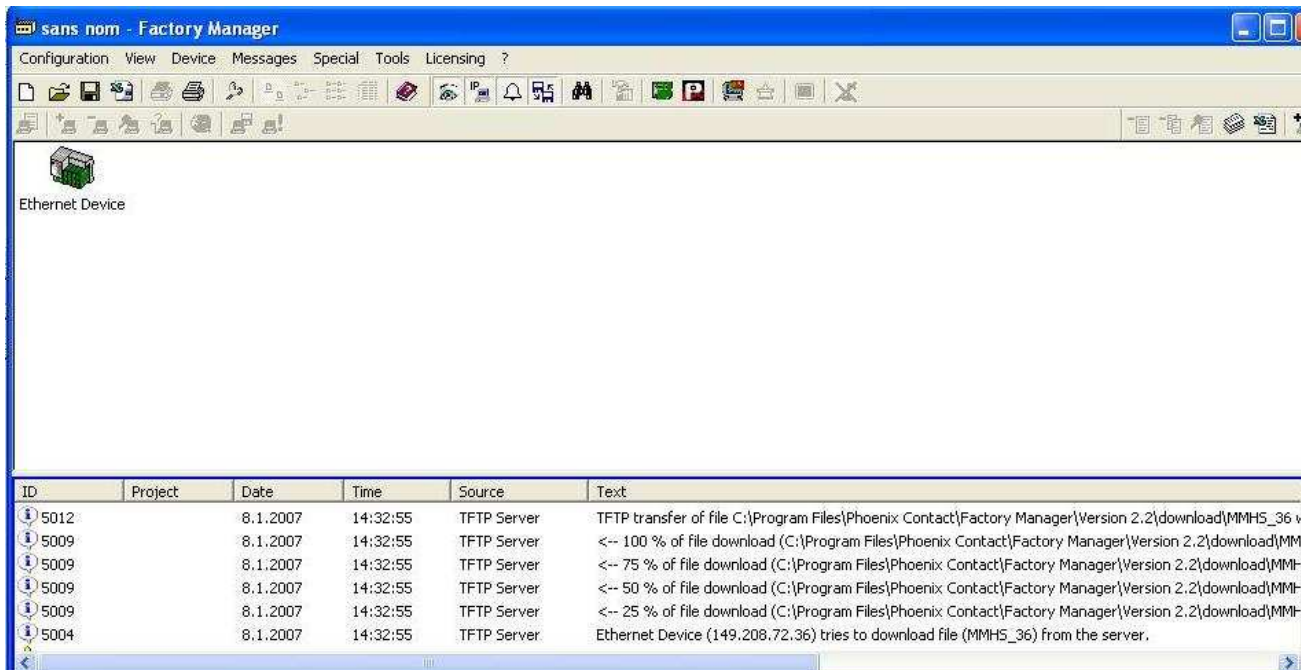 sans nom - Factory Manager
Configuration View Device Messages Special Tools Licensing ?
Ethernet Device
ID Project Date Time Source Text
5012 8.1.2007 14:32:55 TFTP Server TFTP transfer of file C:\Program Files\Phoenix Contact\Factory Manager\Version 2.2\download\MMHS_36 w
5009 8.1.2007 14:32:55 TFTP Server <-- 100 % of file download (C:\Program Files\Phoenix Contact\Factory Manager\Version 2.2\download\MM
5009 8.1.2007 14:32:55 TFTP Server <-- 75 % of file download (C:\Program Files\Phoenix Contact\Factory Manager\Version 2.2\download\MMH
5009 8.1.2007 14:32:55 TFTP Server <-- 50 % of file download (C:\Program Files\Phoenix Contact\Factory Manager\Version 2.2\download\MMH
5009 8.1.2007 14:32:55 TFTP Server <-- 25 % of file download (C:\Program Files\Phoenix Contact\Factory Manager\Version 2.2\download\MMH
5004 8.1.2007 14:32:55 TFTP Server Ethernet Device (149.208.72.36) tries to download file (MMHS_36) from the server.